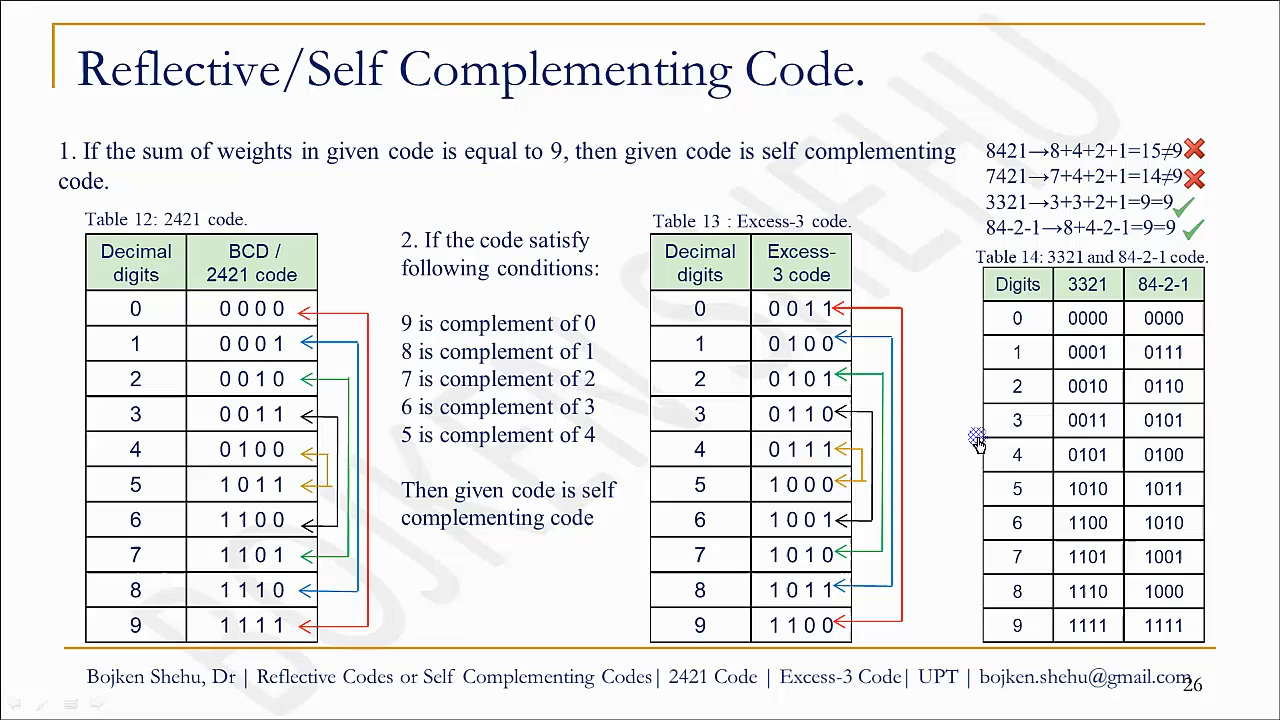 Reflective/Self Complementing Code.
1. If the sum of weights in given code is equal to 9, then given code is self complementing
code.
8421→8+4+2+1=15≠9
7421→7+4+2+1=14≠9
3321→3+3+2+1=9=9
84-2-1→8+4-2-1=9=9
Table 12: 2421 code.
Decimal digits BCD / 2421 code
0 0 0 0 0
1 0 0 0 1
2 0 0 1 0
3 0 0 1 1
4 0 1 0 0
5 1 0 1 1
6 1 1 0 0
7 1 1 0 1
8 1 1 1 0
9 1 1 1 1
2. If the code satisfy
following conditions:
9 is complement of 0
8 is complement of 1
7 is complement of 2
6 is complement of 3
5 is complement of 4
Then given code is self
complementing code
Table 13 : Excess-3 code.
Decimal digits Excess-3 code
0 0 0 1 1
1 0 1 0 0
2 0 1 0 1
3 0 1 1 0
4 0 1 1 1
5 1 0 0 0
6 1 0 0 1
7 1 0 1 0
8 1 0 1 1
9 1 1 0 0
Table 14: 3321 and 84-2-1 code.
Digits 3321 84-2-1
0 0000 0000
1 0001 0111
2 0010 0110
3 0011 0101
4 0101 0100
5 1010 1011
6 1100 1010
7 1101 1001
8 1110 1000
9 1111 1111
Bojken Shehu, Dr | Reflective Codes or Self Complementing Codes| 2421 Code | Excess-3 Code| UPT | bojken.shehu@gmail.com
26
BOJKEN SHEHU